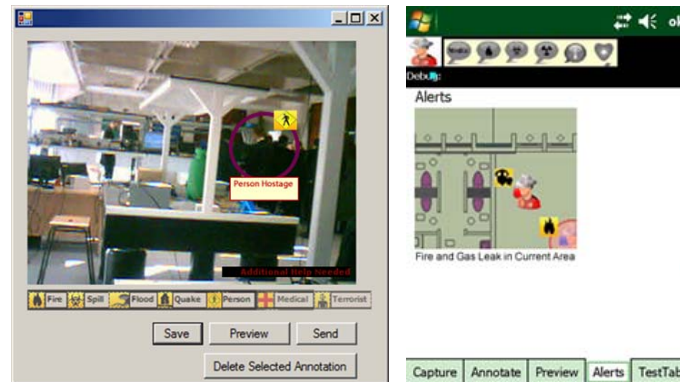 Person Hostage
Additional Help Needed
Fire Spill Flood Quake Person Medical Terrorist
Save Preview Send
Delete Selected Annotation
ok
Debug:
Alerts
Fire and Gas Leak in Current Area
Capture Annotate Preview Alerts TestTab